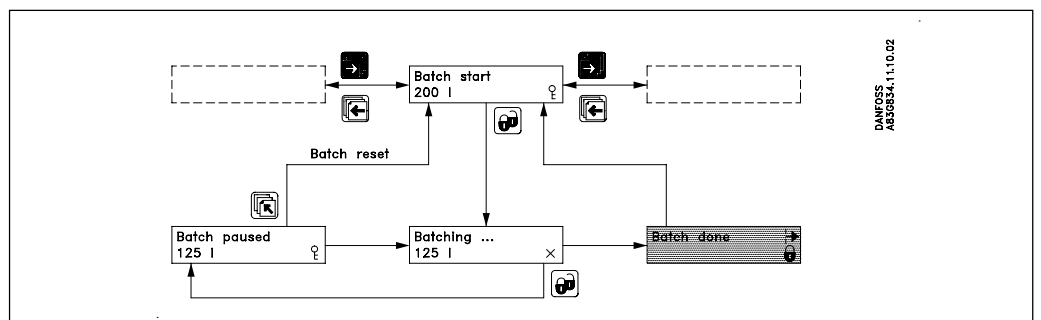 Batch start
200 l
DANFOSS
A83G834.11.10.02
Batch reset
Batch paused
125 l
Batching ...
125 l
Batch done